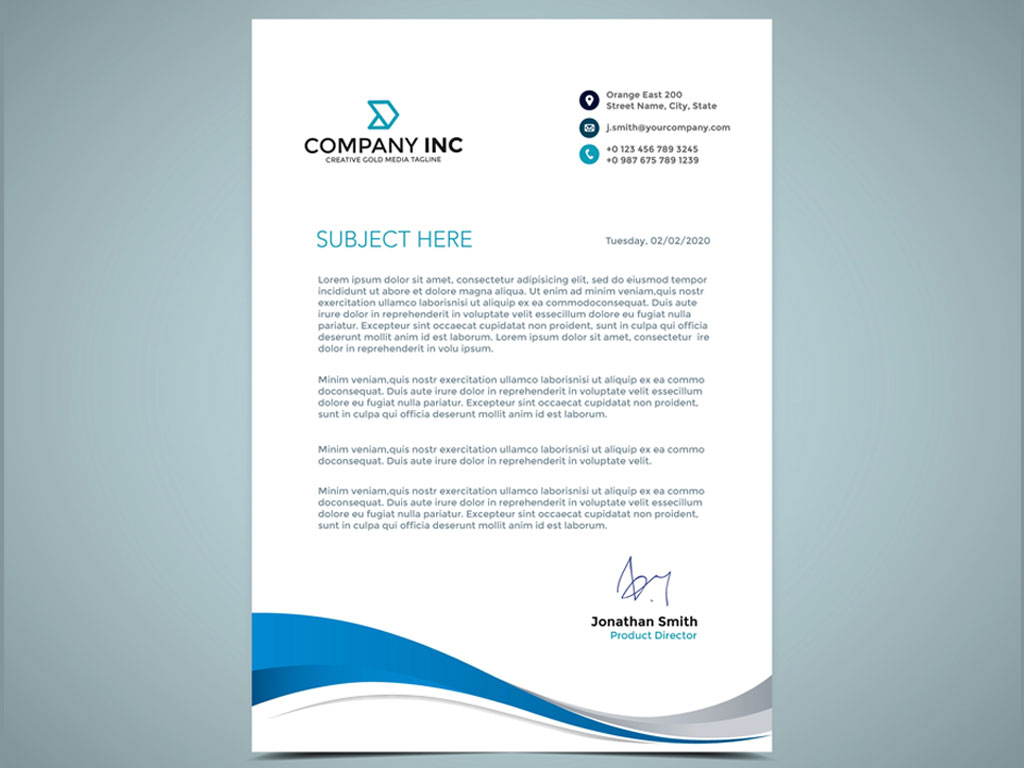 Orange East 200
Street Name, City, State
COMPANY INC
CREATIVE GOLD MEDIA TAGLINE
j.smith@yourcompany.com
+0 123 456 789 3245
+0 987 675 789 1239
SUBJECT HERE
Tuesday, 02/02/2020
Lorem ipsum dolor sit amet, consectetur adipisicing elit, sed do eiusmod tempor
incididunt ut abore et dolore magna aliqua. Ut enim ad minim veniam,quis nostr
exercitation ullamco laborisnisi ut aliquip ex ea commodoconsequat. Duis aute
irure dolor in reprehenderit in voluptate velit essecillum dolore eu fugiat nulla
pariatur. Excepteur sint occaecat cupidatat non proident, sunt in culpa qui officia
deserunt mollit anim id est laborum. Lorem ipsum dolor sit amet, consectetur ire
dolor in reprehenderit in volu ipsum.
Minim veniam,quis nostr exercitation ullamco laborisnisi ut aliquip ex ea commo
doconsequat. Duis aute irure dolor in reprehenderit in voluptate velit essecillum
dolore eu fugiat nulla pariatur. Excepteur sint occaecat cupidatat non proident,
sunt in culpa qui officia deserunt mollit anim id est laborum.
Minim veniam,quis nostr exercitation ullamco laborisnisi ut aliquip ex ea commo
doconsequat. Duis aute irure dolor in reprehenderit in voluptate velit.
Minim veniam,quis nostr exercitation ullamco laborisnisi ut aliquip ex ea commo
doconsequat. Duis aute irure dolor in reprehenderit in voluptate velit essecillum
dolore eu fugiat nulla pariatur. Excepteur sint occaecat cupidatat non proident,
sunt in culpa qui officia deserunt mollit anim id est laborum.
Jonathan Smith
Product Director